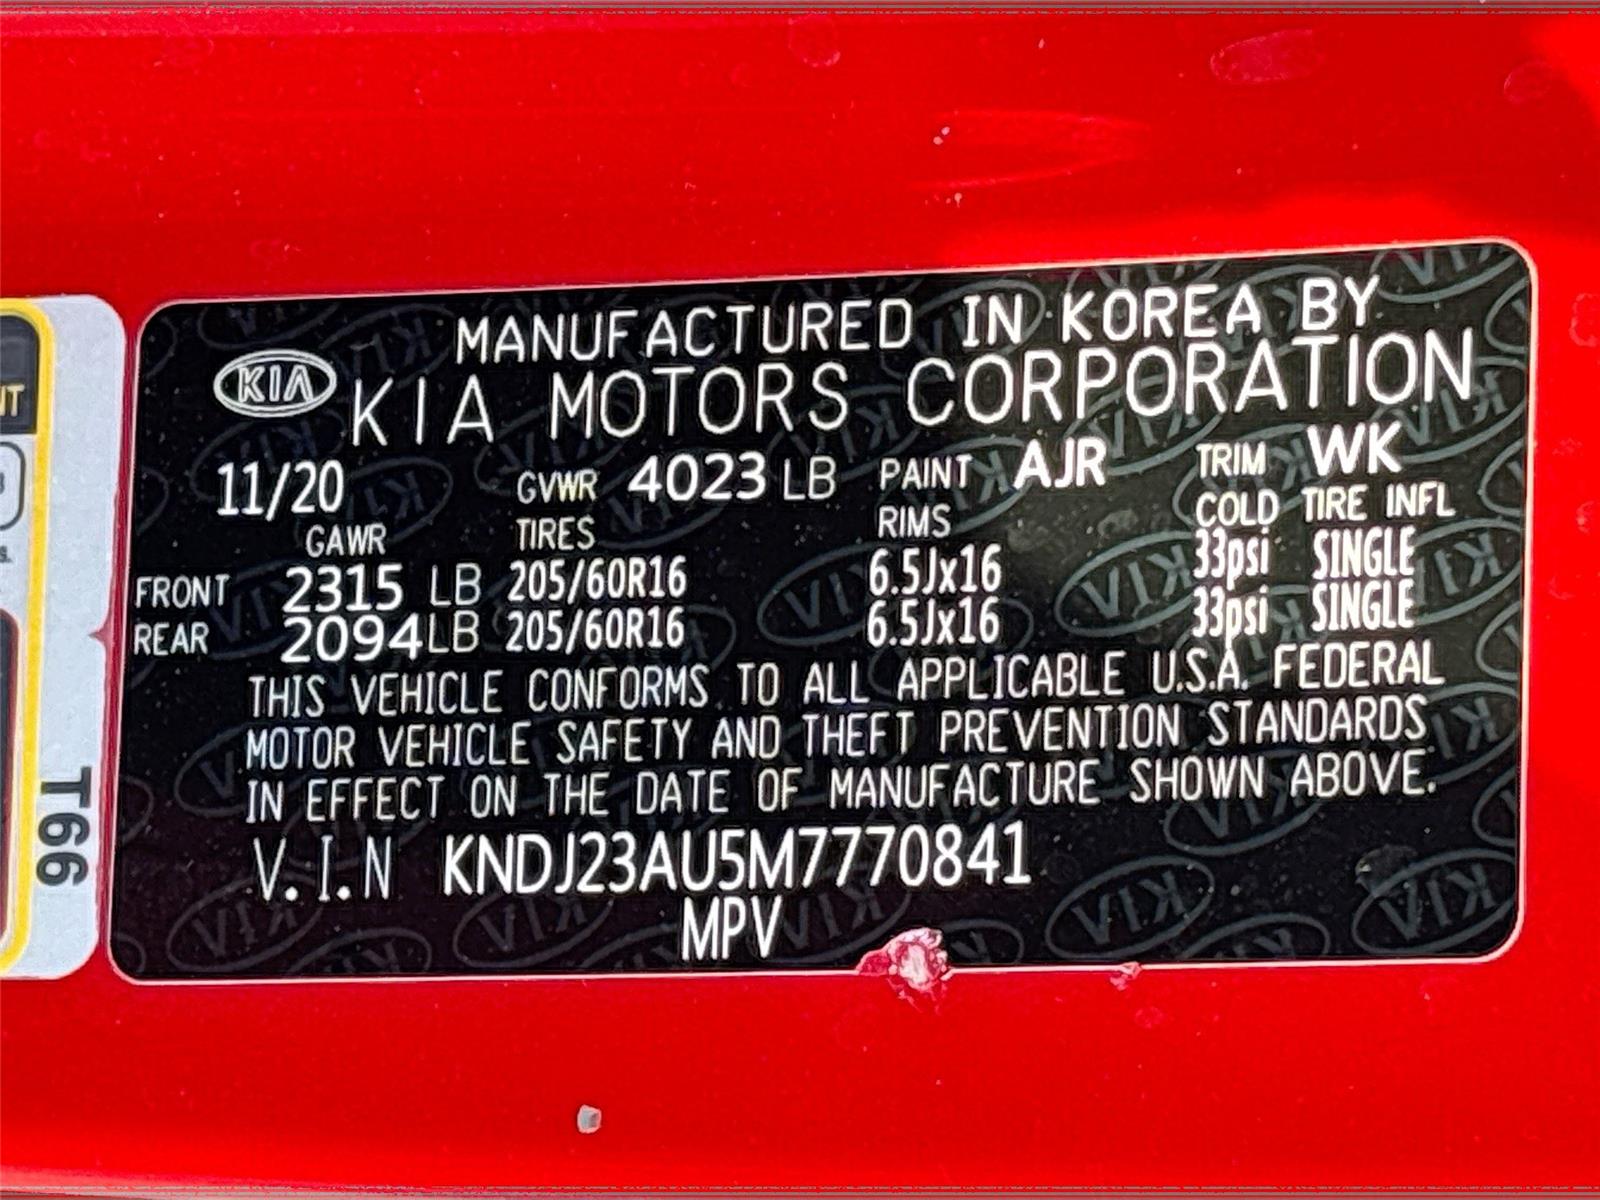 MANUFACTURED IN KOREA BY
KIA KIA MOTORS CORPORATION
11/20 GVWR 4023 LB PAINT AJR TRIM WK
GAWR TIRES RIMS COLD TIRE INFL
FRONT 2315 LB 205/60R16 6.5Jx16 33psi SINGLE
REAR 2094 LB 205/60R16 6.5Jx16 33psi SINGLE
THIS VEHICLE CONFORMS TO ALL APPLICABLE U.S.A. FEDERAL
MOTOR VEHICLE SAFETY AND THEFT PREVENTION STANDARDS
IN EFFECT ON THE DATE OF MANUFACTURE SHOWN ABOVE.
V.I.N KNDJ23AU5M7770841
MPV
T66